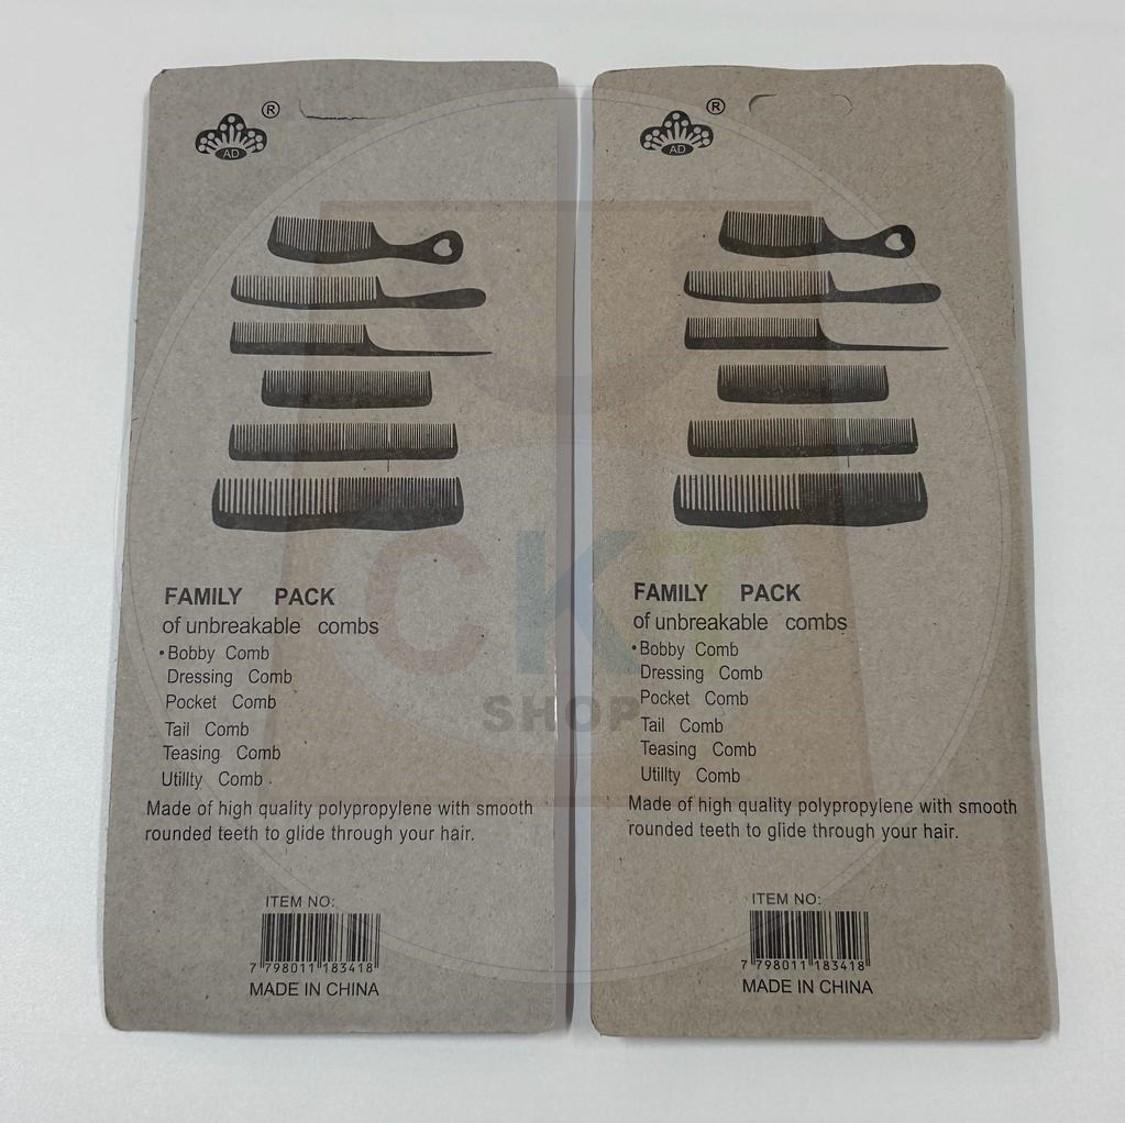 ®
AD
FAMILY PACK
of unbreakable combs
•Bobby Comb
Dressing Comb
Pocket Comb
Tail Comb
Teasing Comb
Utillty Comb
Made of high quality polypropylene with smooth
rounded teeth to glide through your hair.
ITEM NO:
7 798011 183418
MADE IN CHINA
®
AD
FAMILY PACK
of unbreakable combs
•Bobby Comb
Dressing Comb
Pocket Comb
Tail Comb
Teasing Comb
Utillty Comb
Made of high quality polypropylene with smooth
rounded teeth to glide through your hair.
ITEM NO:
7 798011 183418
MADE IN CHINA
CKT
SHOP